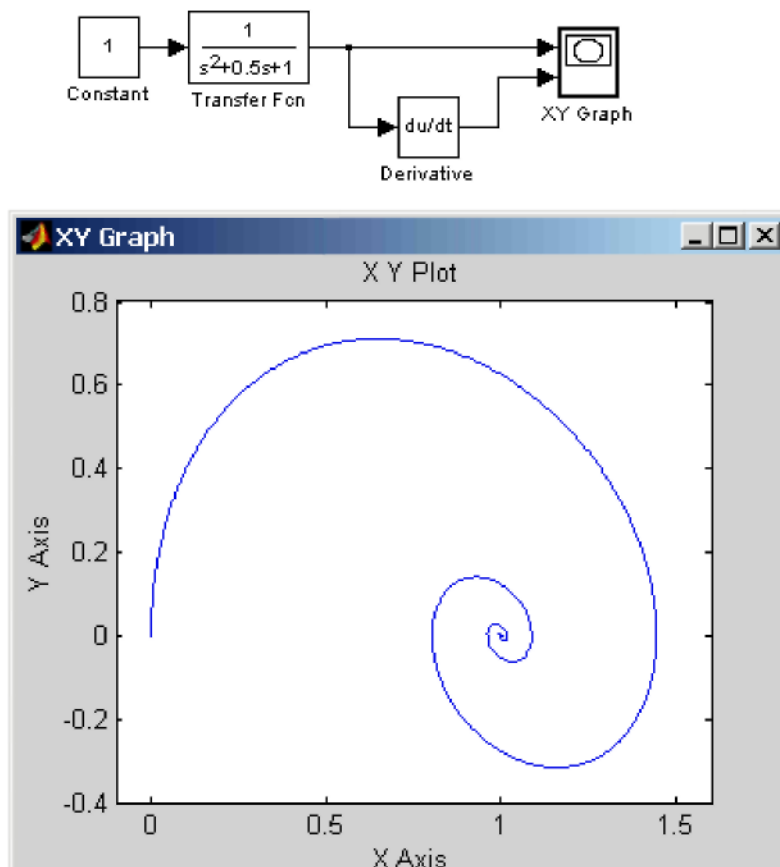 1
Constant
1
s²+0.5s+1
Transfer Fcn
du/dt
Derivative
XY Graph
XY Graph
X Y Plot
0.8
0.6
0.4
0.2
0
-0.2
-0.4
Y Axis
0
0.5
1
1.5
X Axis